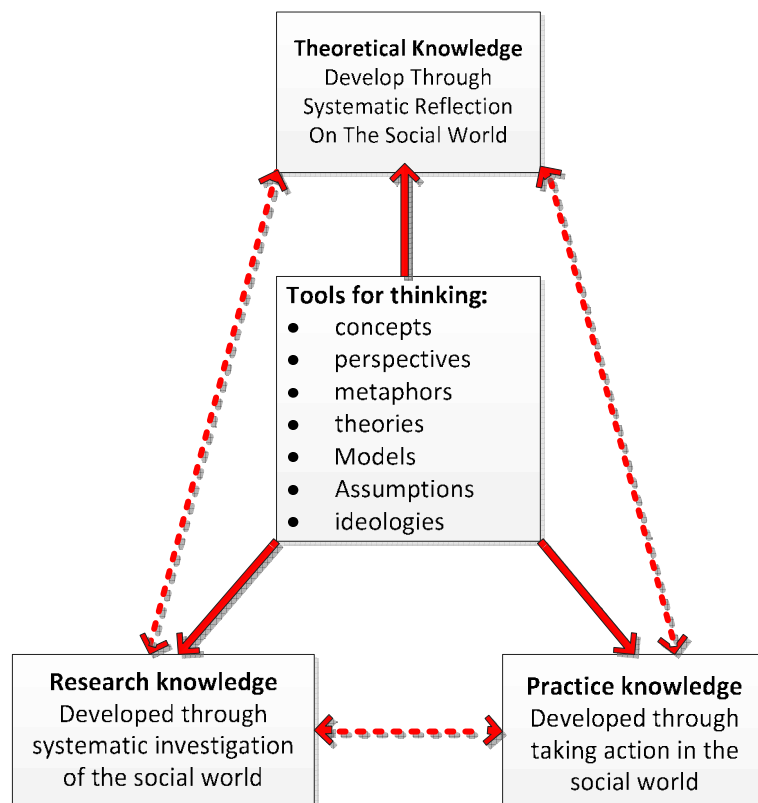 Theoretical Knowledge
Develop Through
Systematic Reflection
On The Social World
Tools for thinking:
● concepts
● perspectives
● metaphors
● theories
● Models
● Assumptions
● ideologies
Research knowledge
Developed through
systematic investigation
of the social world
Practice knowledge
Developed through
taking action in the
social world